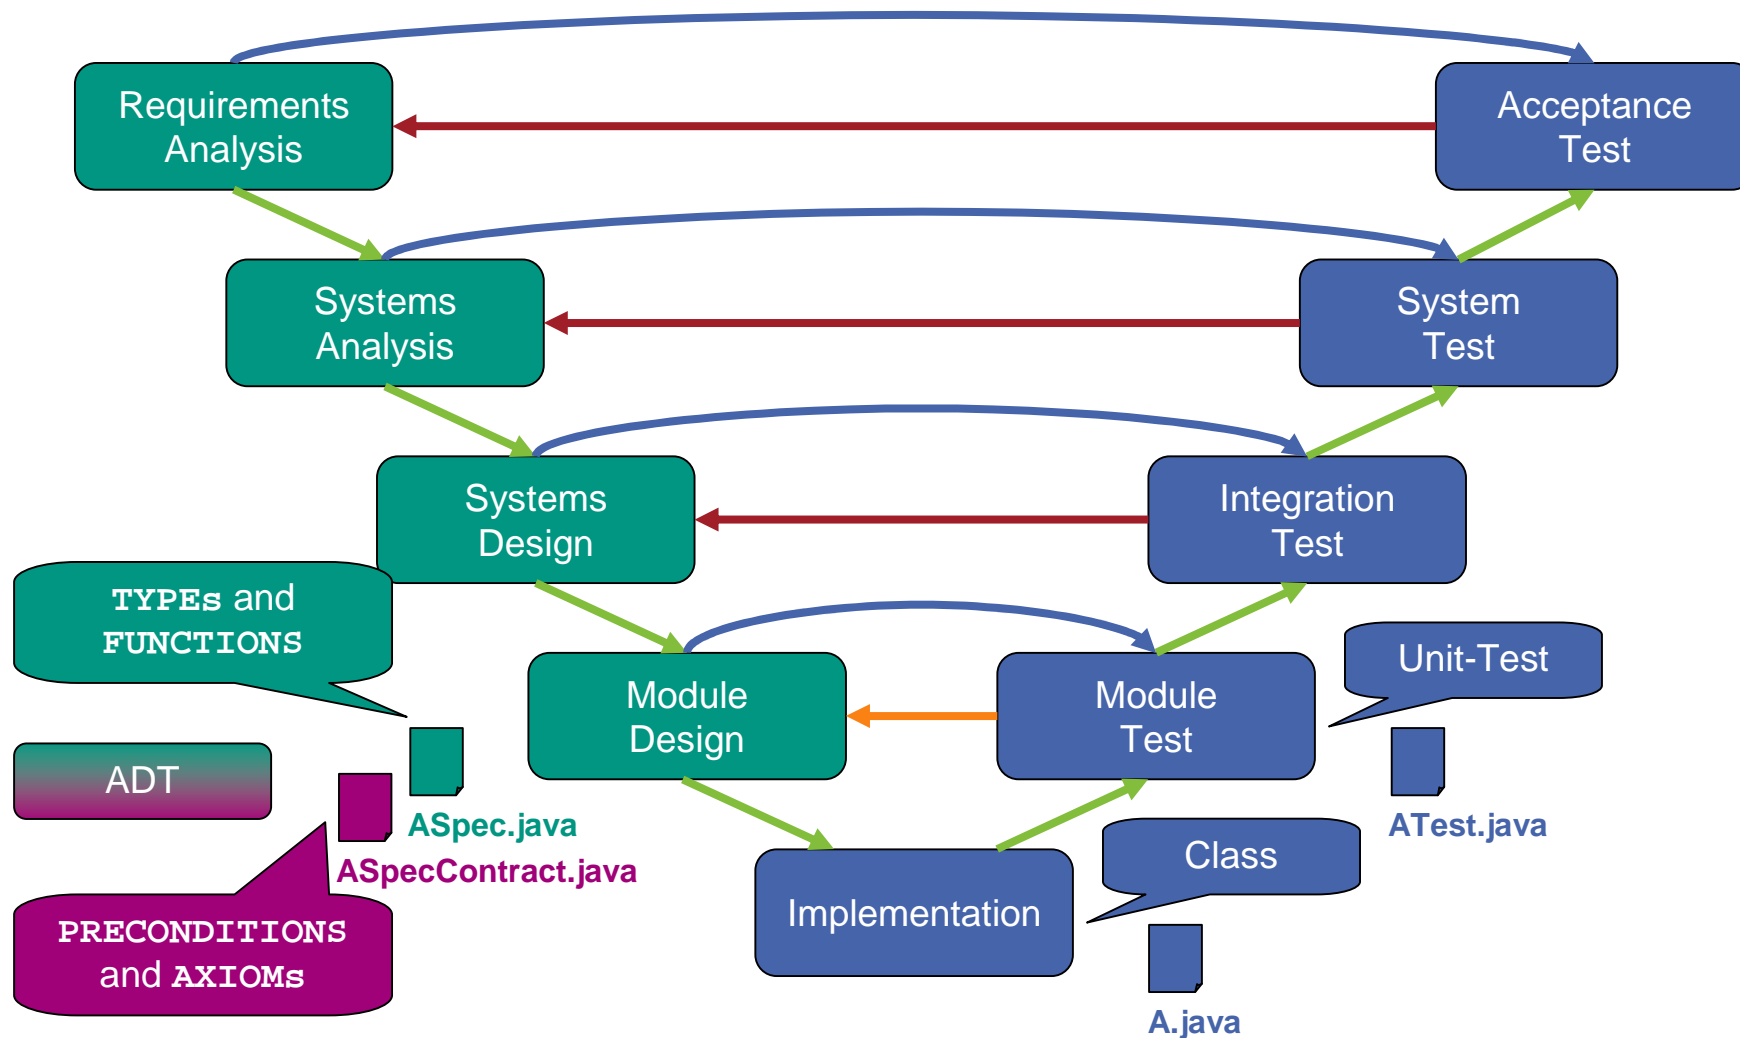 Requirements
Analysis
Acceptance
Test
Systems
Analysis
System
Test
Systems
Design
Integration
Test
TYPEs and
FUNCTIONS
Module
Design
Module
Test
Unit-Test
ADT
ASpec.java
ASpecContract.java
ATest.java
PRECONDITIONS
and AXIOMs
Implementation
Class
A.java